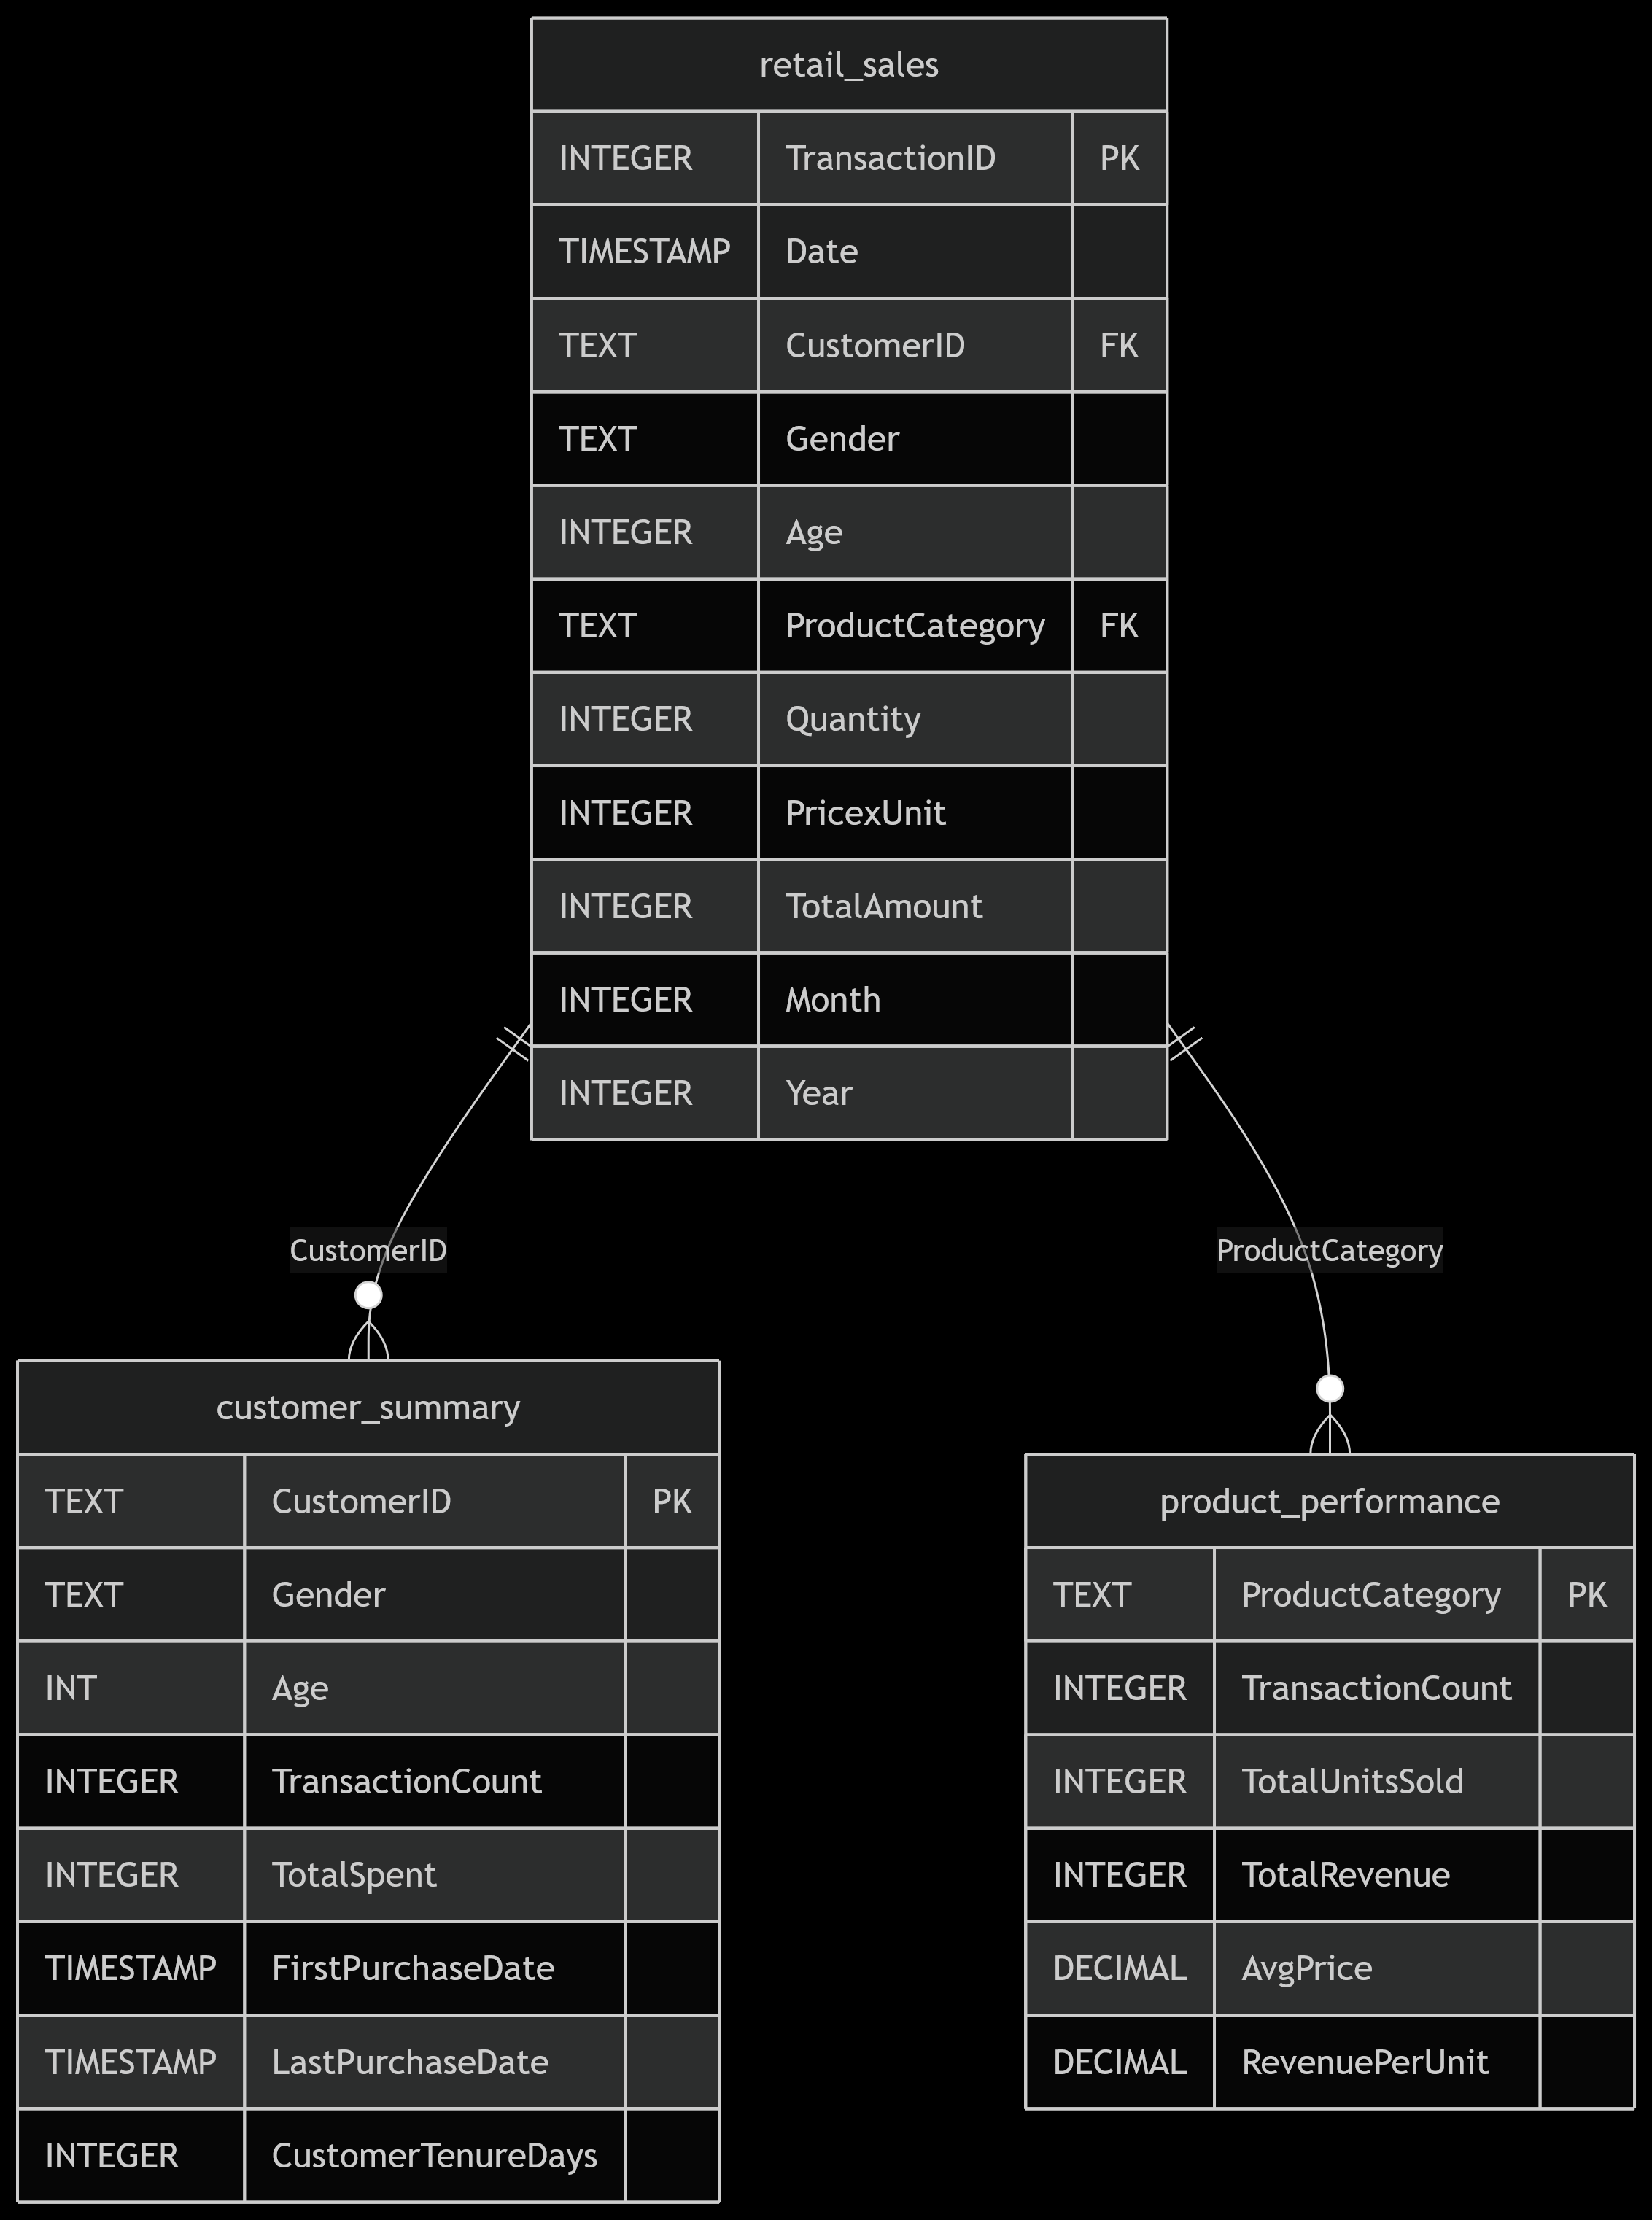 retail_sales
INTEGER TransactionID PK
TIMESTAMP Date
TEXT CustomerID FK
TEXT Gender
INTEGER Age
TEXT ProductCategory FK
INTEGER Quantity
INTEGER PricexUnit
INTEGER TotalAmount
INTEGER Month
INTEGER Year
CustomerID
ProductCategory
customer_summary
TEXT CustomerID PK
TEXT Gender
INT Age
INTEGER TransactionCount
INTEGER TotalSpent
TIMESTAMP FirstPurchaseDate
TIMESTAMP LastPurchaseDate
INTEGER CustomerTenureDays
product_performance
TEXT ProductCategory PK
INTEGER TransactionCount
INTEGER TotalUnitsSold
INTEGER TotalRevenue
DECIMAL AvgPrice
DECIMAL RevenuePerUnit